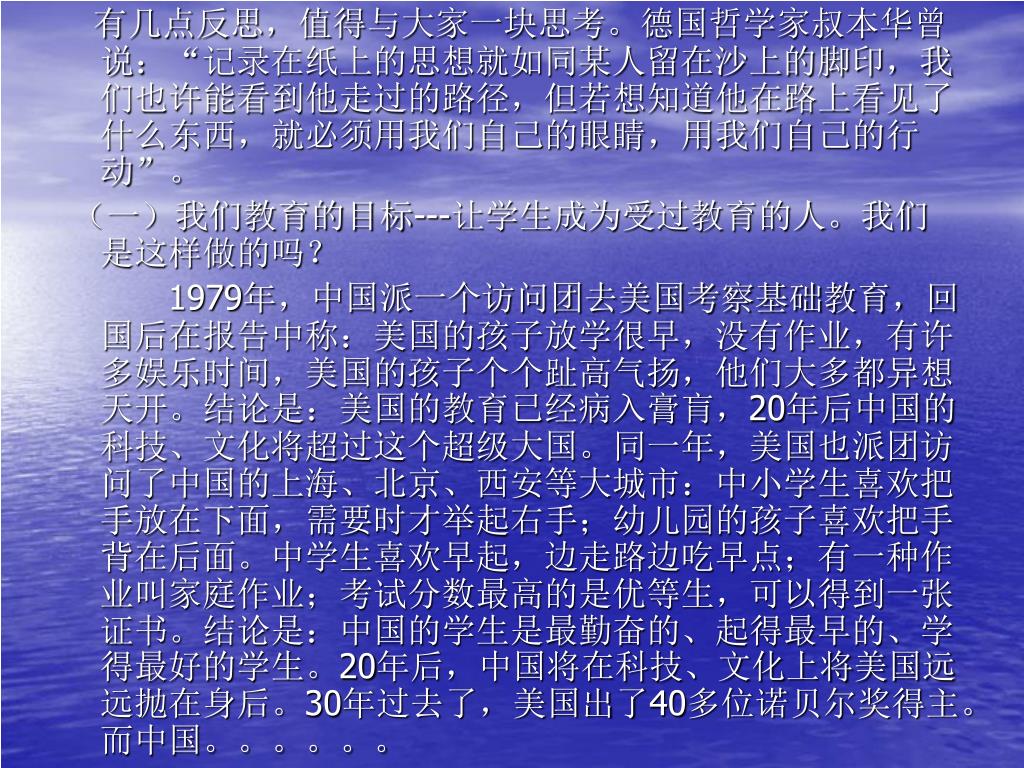 有几点反思，值得与大家一块思考。德国哲学家叔本华曾
说：“记录在纸上的思想就如同某人留在沙上的脚印，我
们也许能看到他走过的路径，但若想知道他在路上看见了
什么东西，就必须用我们自己的眼睛，用我们自己的行
动”。
（一）我们教育的目标---让学生成为受过教育的人。我们
是这样做的吗？
1979年，中国派一个访问团去美国考察基础教育，回
国后在报告中称：美国的孩子放学很早，没有作业，有许
多娱乐时间，美国的孩子个个趾高气扬，他们大多都异想
天开。结论是：美国的教育已经病入膏肓，20年后中国的
科技、文化将超过这个超级大国。同一年，美国也派团访
问了中国的上海、北京、西安等大城市：中小学生喜欢把
手放在下面，需要时才举起右手；幼儿园的孩子喜欢把手
背在后面。中学生喜欢早起，边走路边吃早点；有一种作
业叫家庭作业；考试分数最高的是优等生，可以得到一张
证书。结论是：中国的学生是最勤奋的、起得最早的、学
得最好的学生。20年后，中国将在科技、文化上将美国远
远抛在身后。30年过去了，美国出了40多位诺贝尔奖得主。
而中国。。。。。。